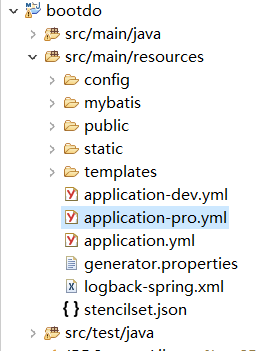 bootdo
src/main/java
src/main/resources
config
mybatis
public
static
templates
application-dev.yml
application-pro.yml
application.yml
generator.properties
logback-spring.xml
stencilset.json
src/test/java